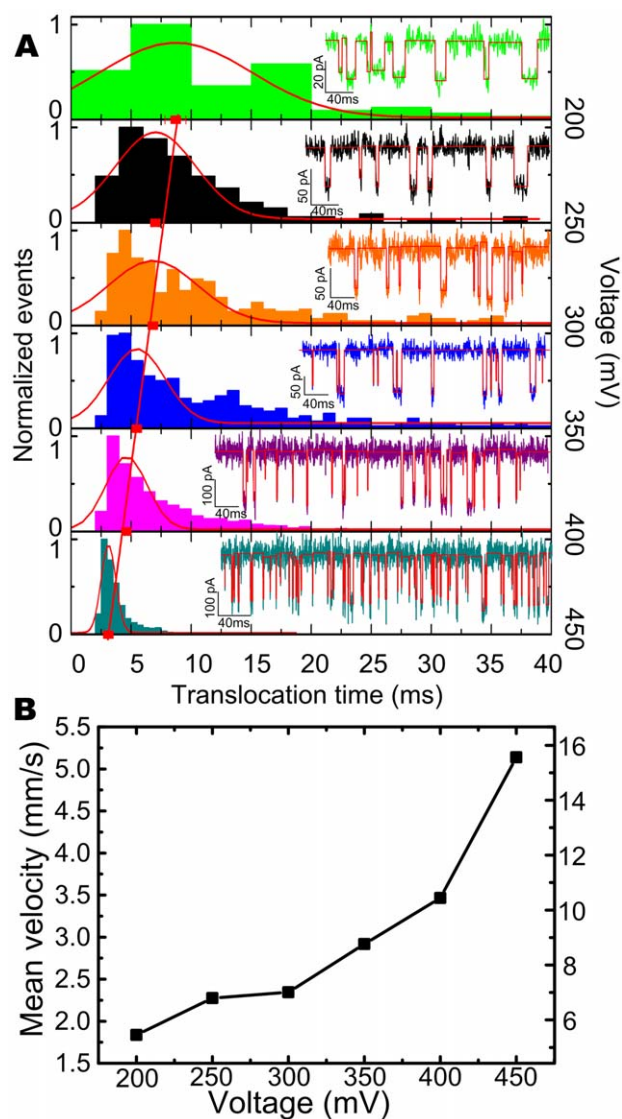 A
1
0
20 pA
40ms
200
1
0
50 pA
40ms
250
1
0
50 pA
40ms
300
1
0
50 pA
40ms
350
1
0
100 pA
40ms
400
1
0
100 pA
40ms
450
Normalized events
Voltage (mV)
0 5 10 15 20 25 30 35 40
Translocation time (ms)
B
5.5
5.0
4.5
4.0
3.5
3.0
2.5
2.0
1.5
Mean velocity (mm/s)
16
14
12
10
8
6
200 250 300 350 400 450
Voltage (mV)